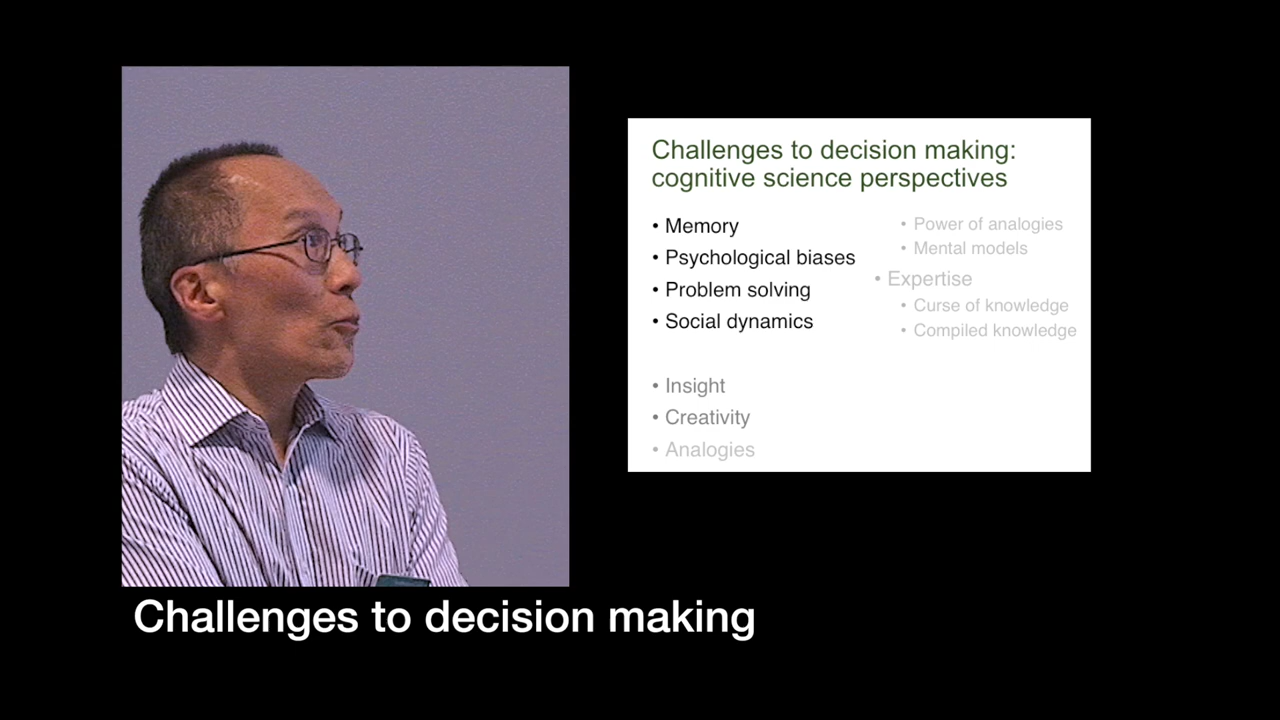 Challenges to decision making:
cognitive science perspectives
• Memory
• Psychological biases
• Problem solving
• Social dynamics
• Insight
• Creativity
• Analogies
• Power of analogies
• Mental models
• Expertise
• Curse of knowledge
• Compiled knowledge
Challenges to decision making